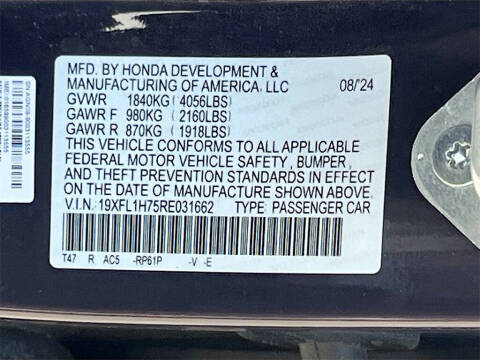 MFD. BY HONDA DEVELOPMENT &
MANUFACTURING OF AMERICA, LLC 08/24
GVWR 1840KG (4056LBS)
GAWR F 980KG (2160LBS)
GAWR R 870KG (1918LBS)
THIS VEHICLE CONFORMS TO ALL APPLICABLE
FEDERAL MOTOR VEHICLE SAFETY, BUMPER,
AND THEFT PREVENTION STANDARDS IN EFFECT
ON THE DATE OF MANUFACTURE SHOWN ABOVE.
V.I.N.: 19XFL1H75RE031662 TYPE: PASSENGER CAR
T47 R AC5 -RP61P -V -E